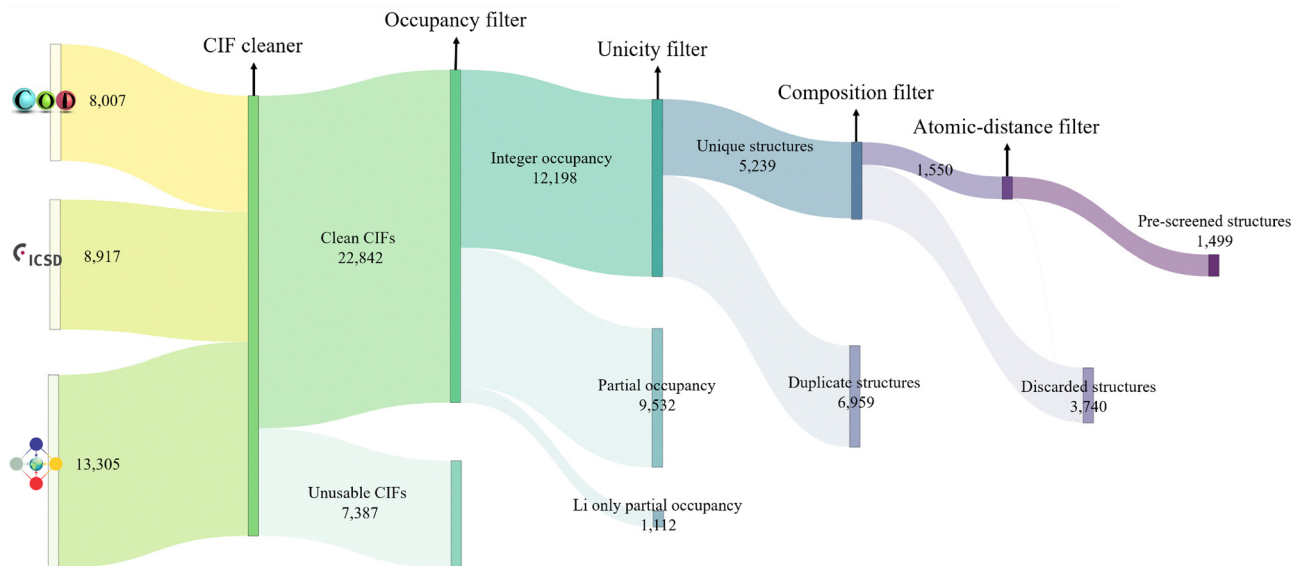 Occupancy filter
CIF cleaner
Unicity filter
Composition filter
Atomic-distance filter
COD
8,007
ICSD
8,917
13,305
Clean CIFs
22,842
Unusable CIFs
7,387
Integer occupancy
12,198
Partial occupancy
9,532
Li only partial occupancy
1,112
Unique structures
5,239
Duplicate structures
6,959
1,550
Discarded structures
3,740
Pre-screened structures
1,499